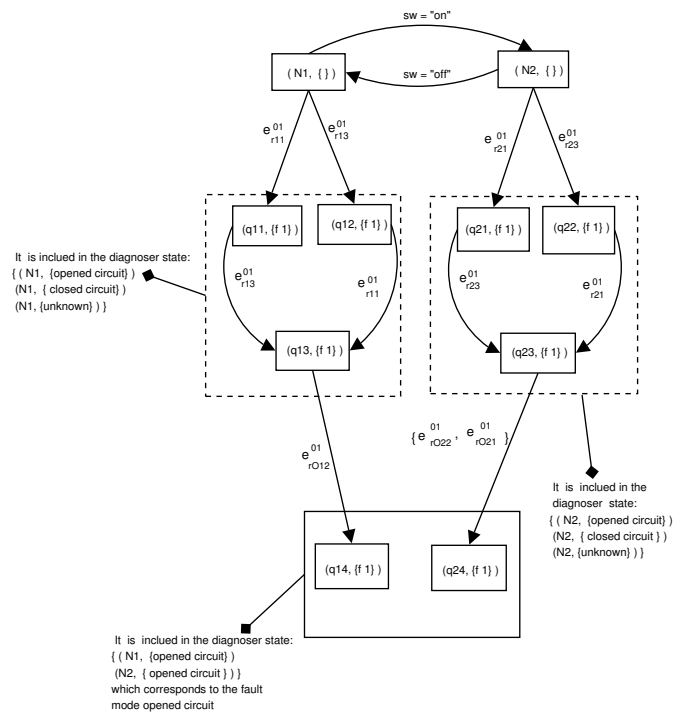 sw = "on"
( N1, { } )
( N2, { } )
sw = "off"
e 01 r11
e 01 r13
e 01 r21
e 01 r23
(q11, {f 1} )
(q12, {f 1} )
(q21, {f 1} )
(q22, {f 1} )
It is inclued in the diagnoser state:
{ ( N1, {opened circuit} )
(N1, { closed circuit} )
(N1, {unknown} ) }
e 01 r13
e 01 r11
e 01 r23
e 01 r21
(q13, {f 1} )
(q23, {f 1} )
e 01 rO12
{ e 01 rO22 , e 01 rO21 }
It is inclued in the
diagnoser state:
{ ( N2, {opened circuit} )
(N2, { closed circuit } )
(N2, {unknown} ) }
(q14, {f 1} )
(q24, {f 1} )
It is inclued in the diagnoser state:
{ ( N1, {opened circuit} )
(N2, { opened circuit } ) }
which corresponds to the fault
mode opened circuit